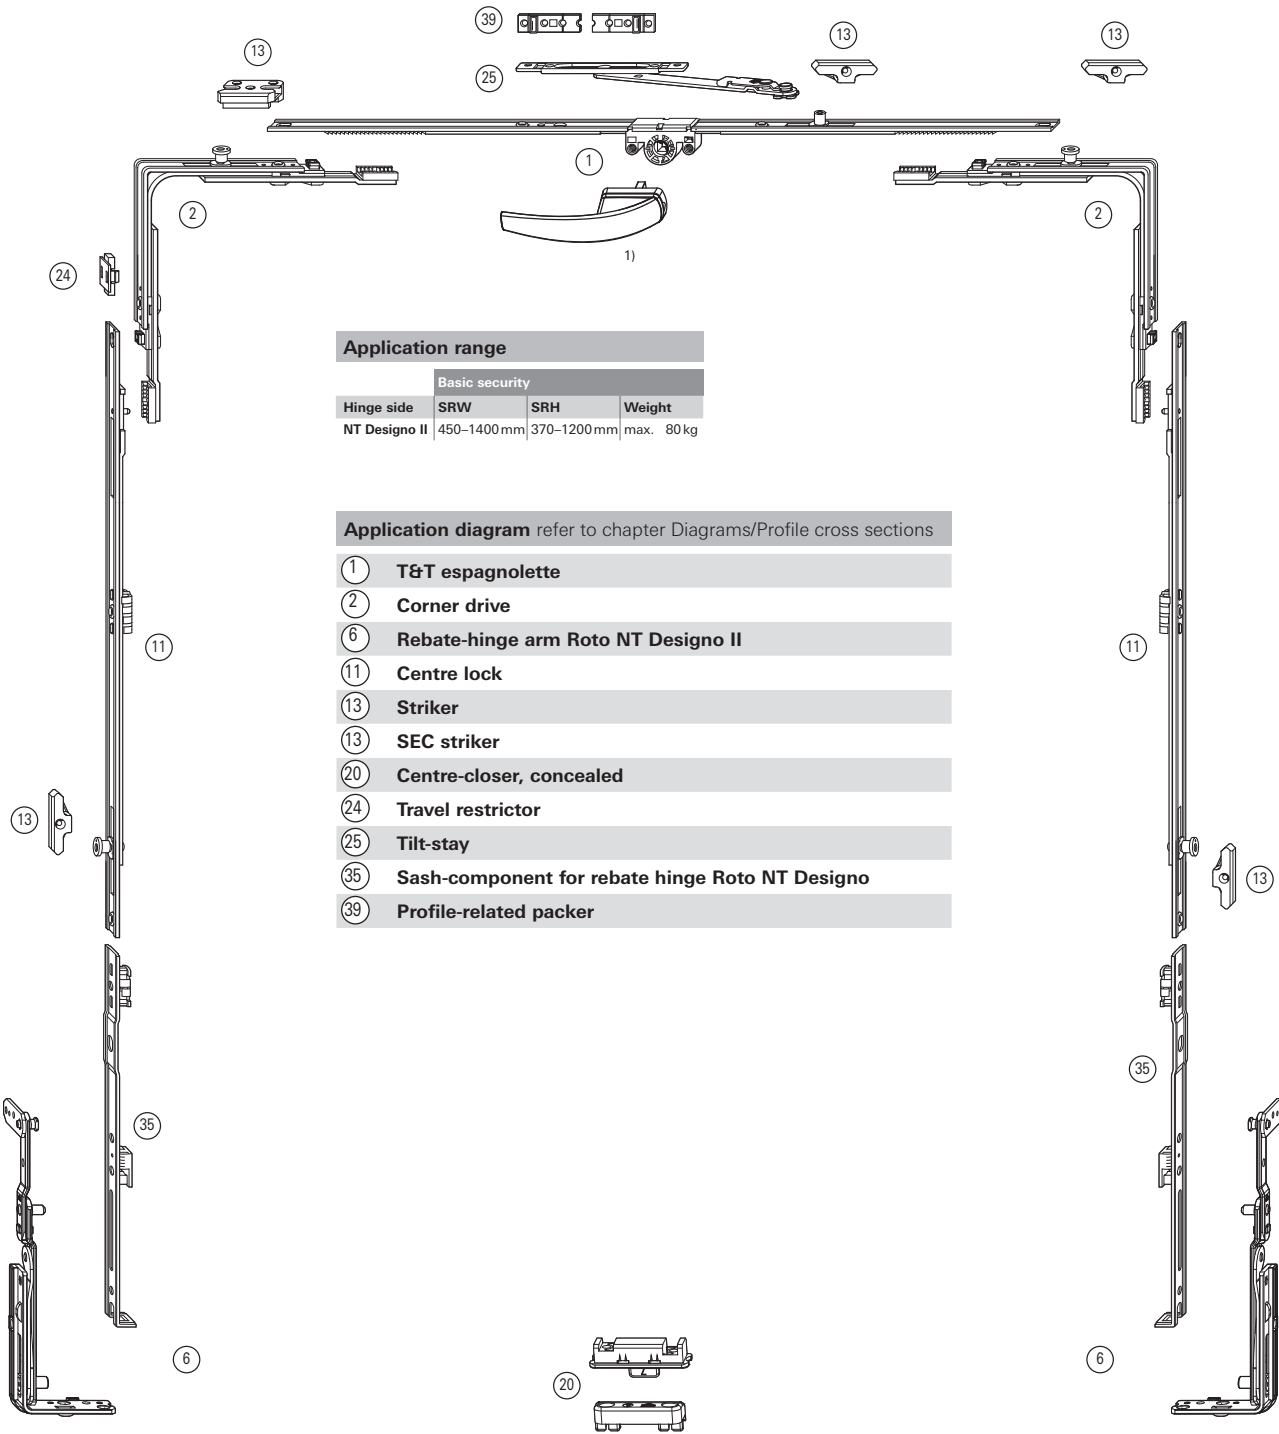 39
13
13
13
25
1
2
2
1)
24
Application range
Basic security
Hinge side SRW SRH Weight
NT Designo II 450–1400 mm 370–1200 mm max. 80 kg
Application diagram refer to chapter Diagrams/Profile cross sections
1 T&T espagnolette
2 Corner drive
6 Rebate-hinge arm Roto NT Designo II
11 Centre lock
13 Striker
13 SEC striker
20 Centre-closer, concealed
24 Travel restrictor
25 Tilt-stay
35 Sash-component for rebate hinge Roto NT Designo
39 Profile-related packer
11
11
13
13
35
35
6
6
20